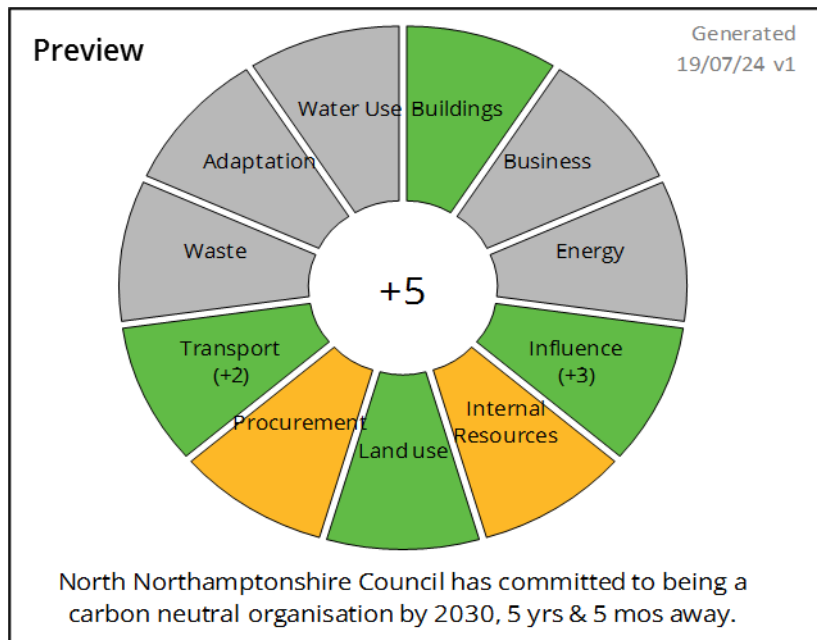 Preview
Generated
19/07/24 v1
Water Use
Buildings
Adaptation
Business
Waste
Energy
+5
Transport
(+2)
Influence
(+3)
Procurement
Internal
Resources
Land use
North Northamptonshire Council has committed to being a
carbon neutral organisation by 2030, 5 yrs & 5 mos away.